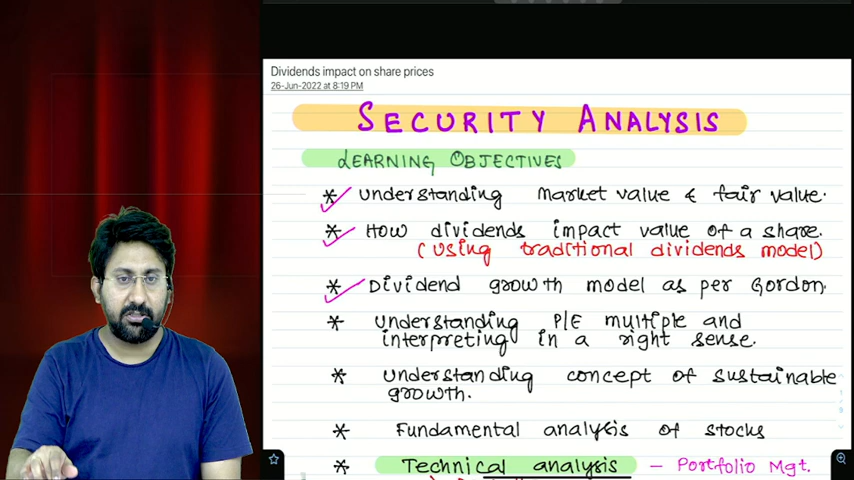 Dividends impact on share prices
26-Jun-2022 at 8:19 PM
SECURITY ANALYSIS
LEARNING OBJECTIVES
* Understanding market value & fair value.
* How dividends impact value of a share.
(Using traditional dividends model)
* Dividend growth model as per Gordon.
* Understanding P/E multiple and
interpreting in a right sense.
* Understanding concept of sustainable
growth.
* Fundamental analysis of stocks
* Technical analysis - Portfolio Mgt.